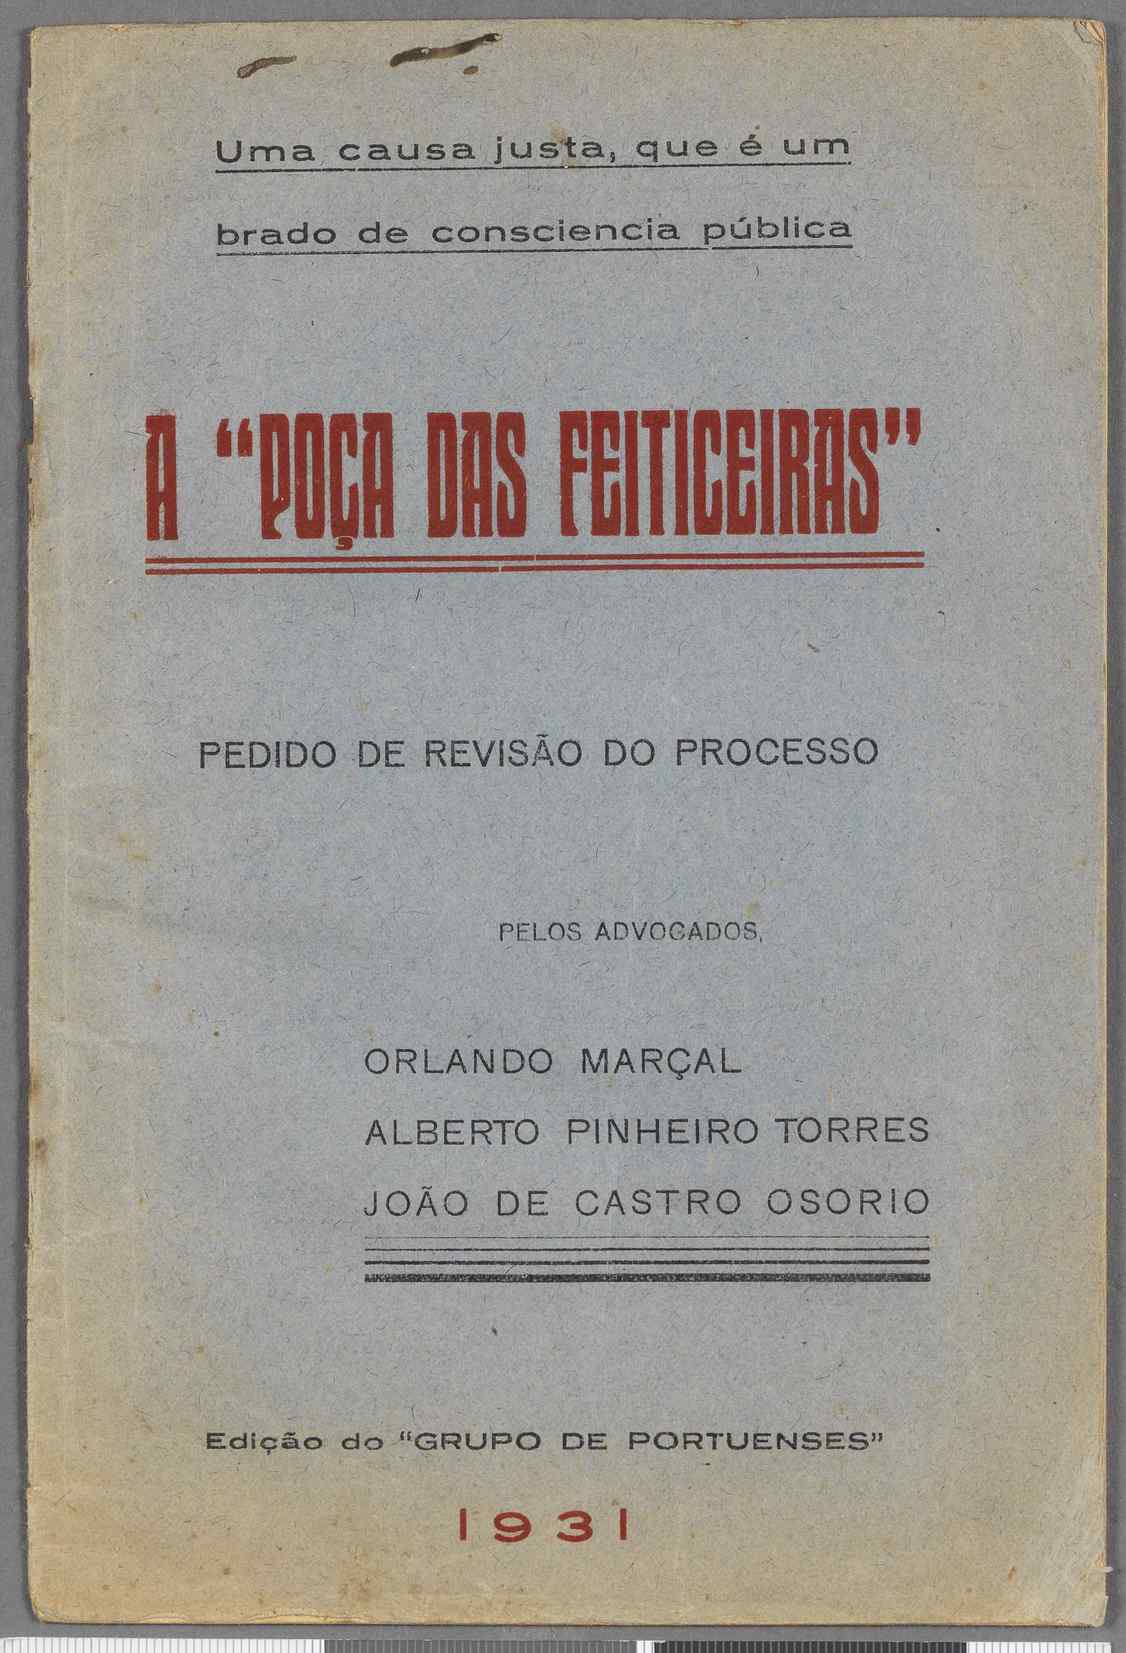 Uma causa justa, que é um
brado de consciencia pública
A “POÇA DAS FEITICEIRAS”
PEDIDO DE REVISÃO DO PROCESSO
PELOS ADVOGADOS,
ORLANDO MARÇAL
ALBERTO PINHEIRO TORRES
JOÃO DE CASTRO OSORIO
Edição do “GRUPO DE PORTUENSES”
1931